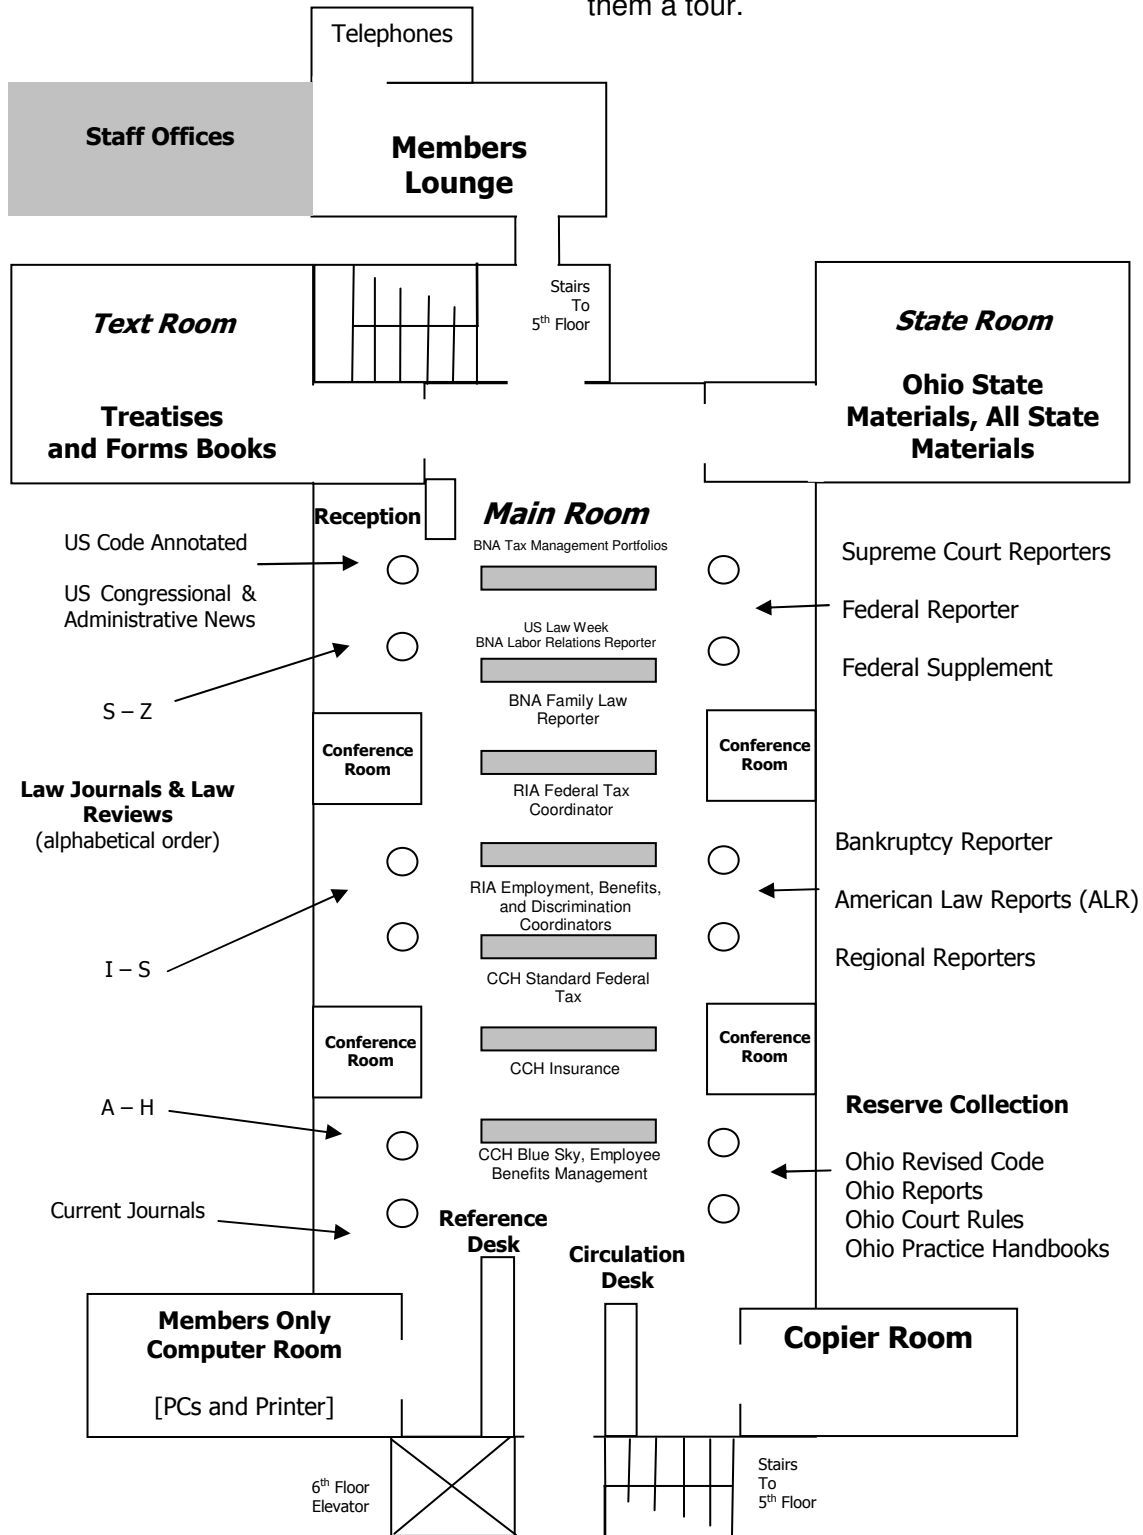 them a tour.
Telephones
Staff Offices
Members
Lounge
Stairs
To
5th Floor
Text Room
Treatises
and Forms Books
State Room
Ohio State
Materials, All State
Materials
Reception
Main Room
BNA Tax Management Portfolios
US Code Annotated
US Congressional &
Administrative News
S – Z
US Law Week
BNA Labor Relations Reporter
BNA Family Law
Reporter
Supreme Court Reporters
Federal Reporter
Federal Supplement
Conference
Room
Conference
Room
Law Journals & Law
Reviews
(alphabetical order)
RIA Federal Tax
Coordinator
RIA Employment, Benefits,
and Discrimination
Coordinators
Bankruptcy Reporter
American Law Reports (ALR)
Regional Reporters
I – S
CCH Standard Federal
Tax
Conference
Room
Conference
Room
CCH Insurance
A – H
CCH Blue Sky, Employee
Benefits Management
Reserve Collection
Ohio Revised Code
Ohio Reports
Ohio Court Rules
Ohio Practice Handbooks
Current Journals
Reference
Desk
Circulation
Desk
Members Only
Computer Room
[PCs and Printer]
Copier Room
6th Floor
Elevator
Stairs
To
5th Floor